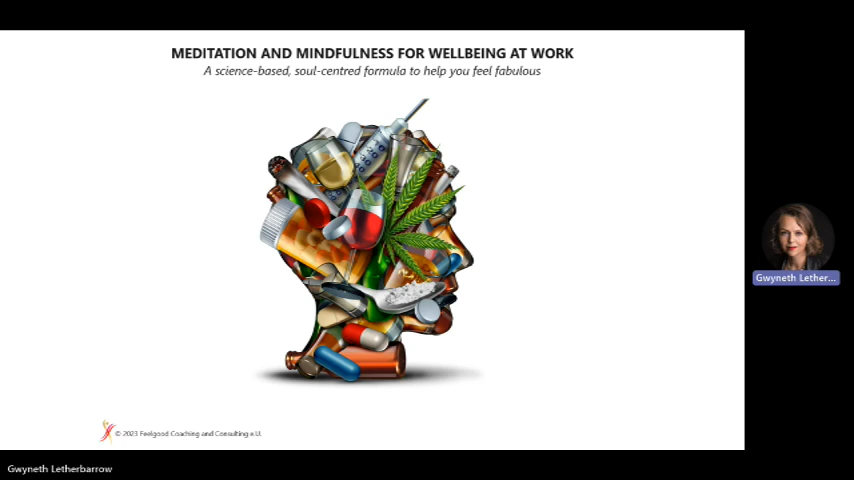 MEDITATION AND MINDFULNESS FOR WELLBEING AT WORK
A science-based, soul-centred formula to help you feel fabulous
Gwyneth Lether...
© 2023 Feelgood Coaching and Consulting e.U.
Gwyneth Letherbarrow